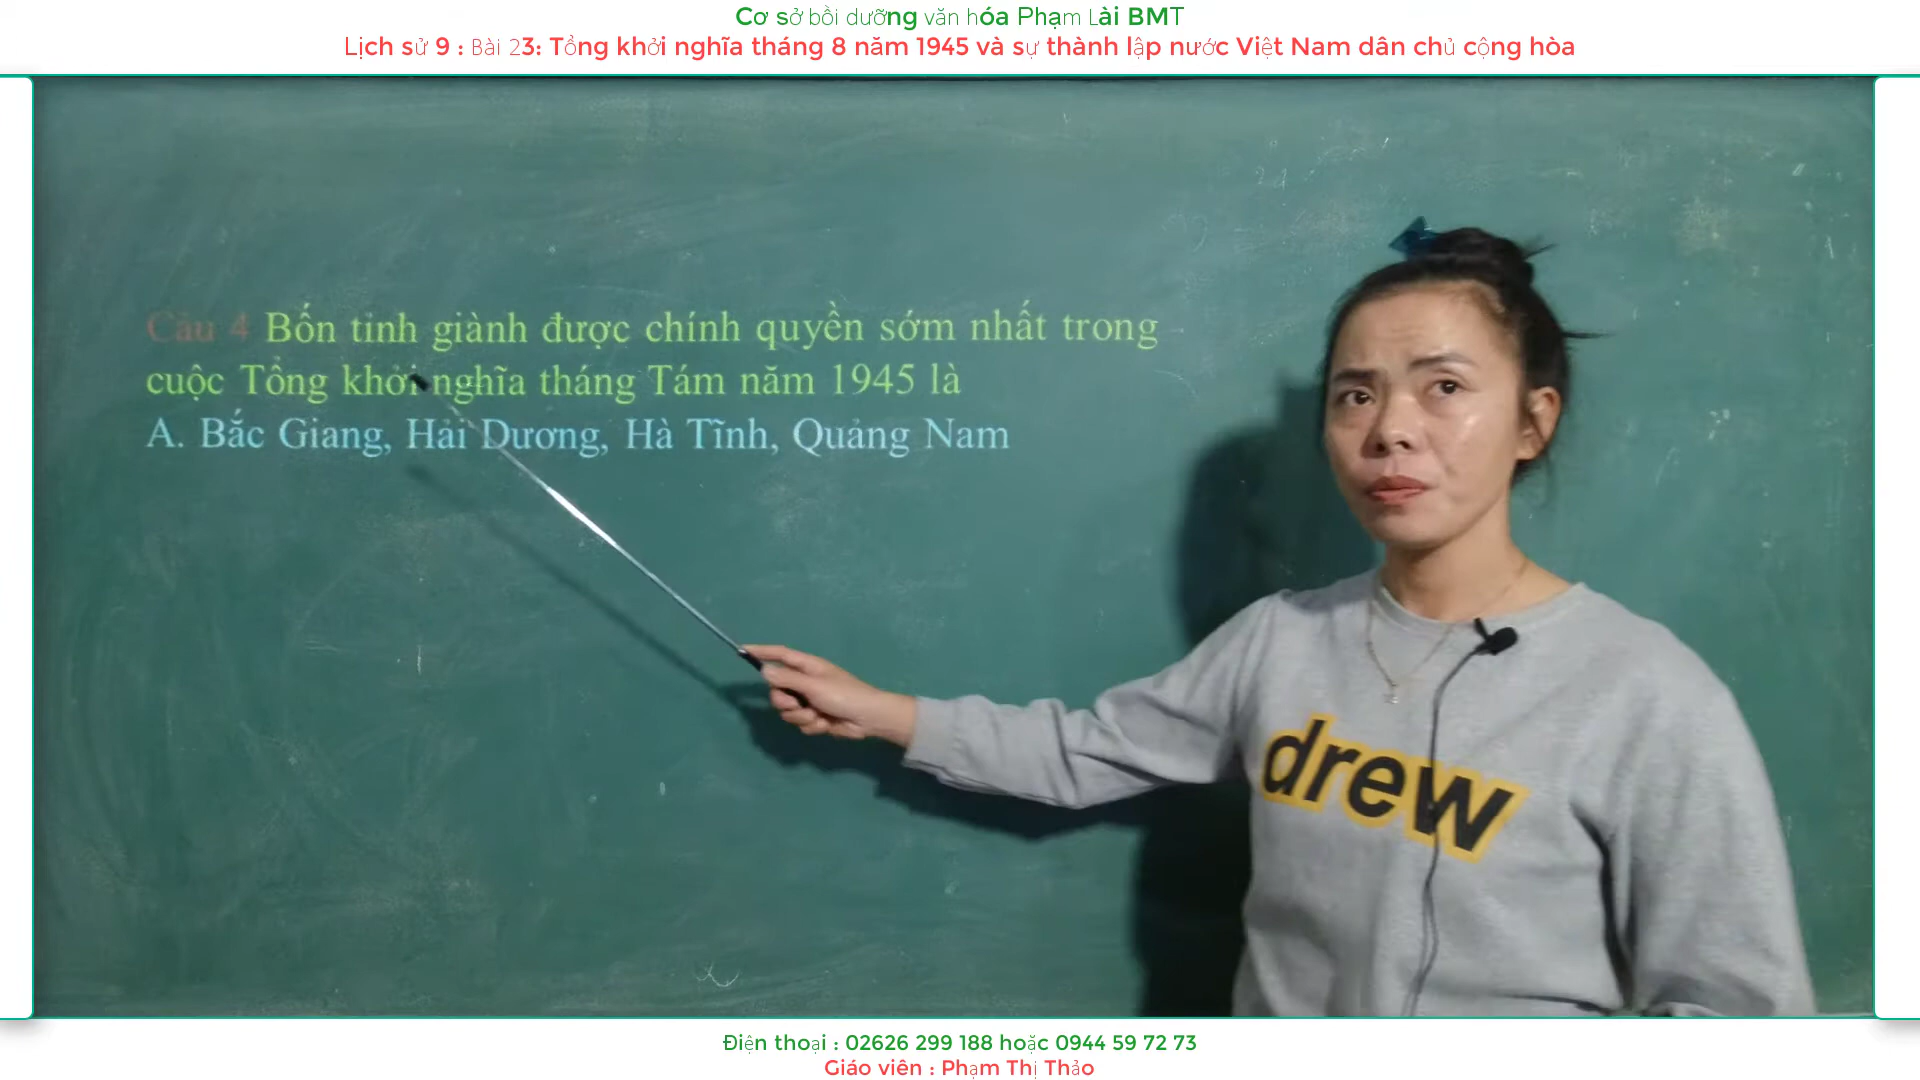 Cơ sở bồi dưỡng văn hóa Phạm Lài BMT
Lịch sử 9 : Bài 23: Tổng khởi nghĩa tháng 8 năm 1945 và sự thành lập nước Việt Nam dân chủ cộng hòa
Câu 4 Bốn tỉnh giành được chính quyền sớm nhất trong
cuộc Tổng khởi nghĩa tháng Tám năm 1945 là
A. Bắc Giang, Hải Dương, Hà Tĩnh, Quảng Nam
drew
Điện thoại : 02626 299 188 hoặc 0944 59 72 73
Giáo viên : Phạm Thị Thảo